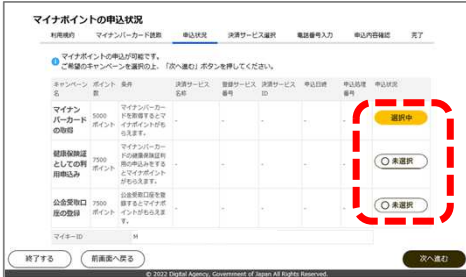 マイナポイントの申込状況
利用規約 マイナンバーカード読取 申込状況 決済サービス選択 電話番号入力 申込内容確認 完了
マイナポイントの申込が可能です。
ご希望のキャンペーンを選択の上、「次へ進む」ボタンを押してください。
キャンペーン名 ポイント数 条件 決済サービス名称 登録サービス番号 決済サービスID 申込日時 申込処理番号 申込状況
マイナンバーカードの取得 5000ポイント マイナンバーカードを取得するとマイナポイントがもらえます。 - - - - - 選択中
健康保険証としての利用申込み 7500ポイント マイナンバーカードの健康保険証利用の申込みをするとマイナポイントがもらえます。 - - - - - 未選択
公金受取口座の登録 7500ポイント 公金受取口座を登録するとマイナポイントがもらえます。 - - - - - 未選択
マイキーID M
終了する 前画面へ戻る 次へ進む
© 2022 Digital Agency, Government of Japan All Rights Reserved.